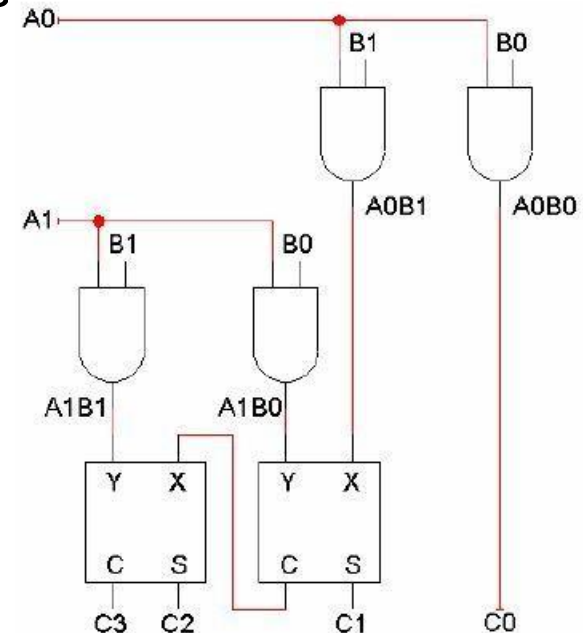 A0
B1 B0
A0B1 A0B0
A1
B1 B0
A1B1 A1B0
Y X Y X
C S C S
C3 C2 C1 C0